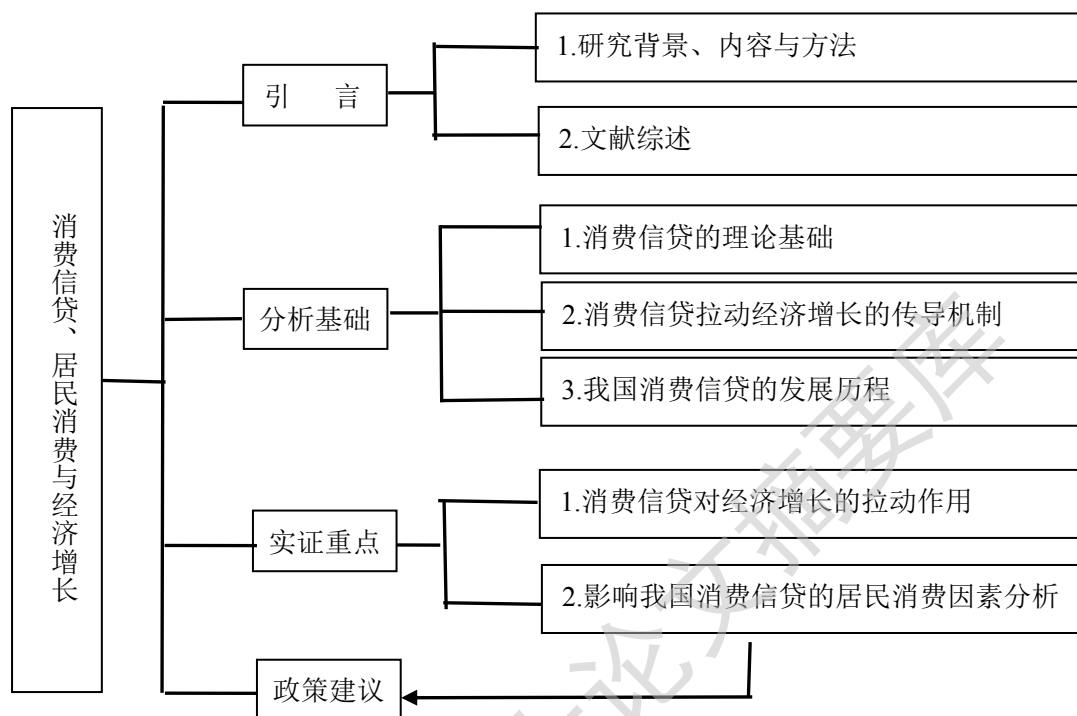 消费信贷、居民消费与经济增长
引 言
1.研究背景、内容与方法
2.文献综述
分析基础
1.消费信贷的理论基础
2.消费信贷拉动经济增长的传导机制
3.我国消费信贷的发展历程
实证重点
1.消费信贷对经济增长的拉动作用
2.影响我国消费信贷的居民消费因素分析
政策建议
论文摘要库